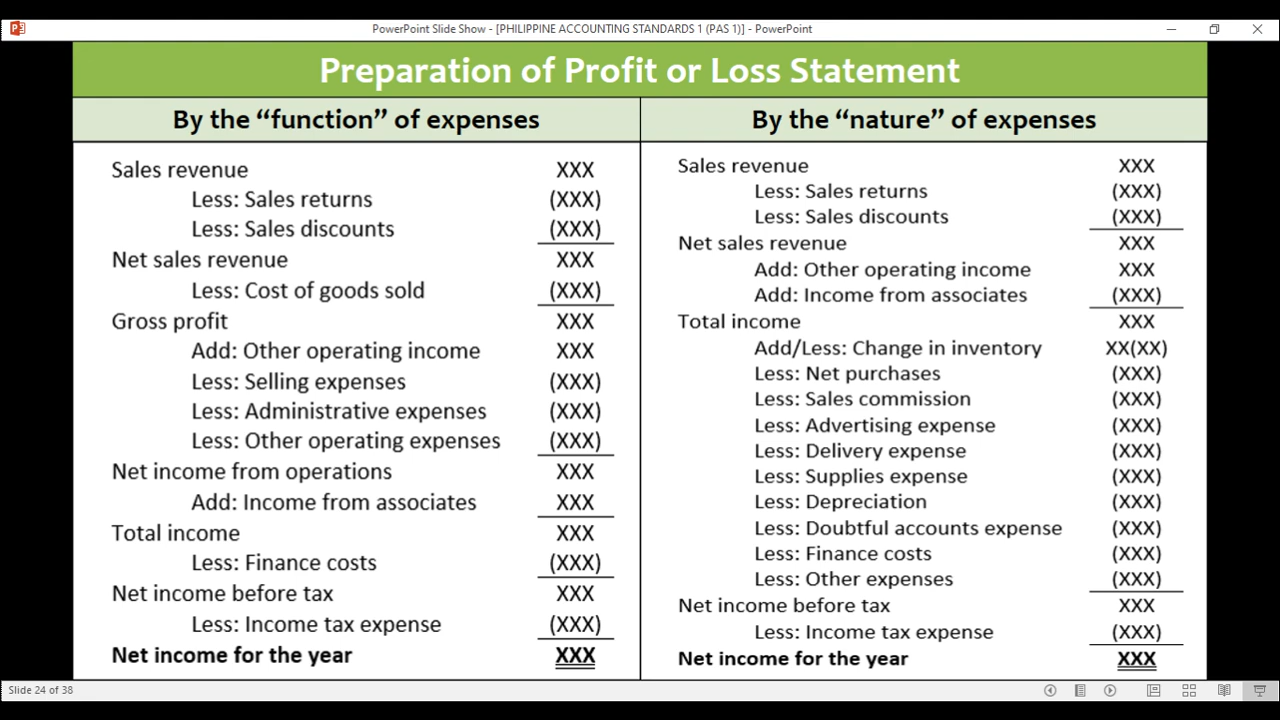 PowerPoint Slide Show - [PHILIPPINE ACCOUNTING STANDARDS 1 (PAS 1)] - PowerPoint
Preparation of Profit or Loss Statement
By the “function” of expenses
Sales revenue XXX
Less: Sales returns (XXX)
Less: Sales discounts (XXX)
Net sales revenue XXX
Less: Cost of goods sold (XXX)
Gross profit XXX
Add: Other operating income XXX
Less: Selling expenses (XXX)
Less: Administrative expenses (XXX)
Less: Other operating expenses (XXX)
Net income from operations XXX
Add: Income from associates XXX
Total income XXX
Less: Finance costs (XXX)
Net income before tax XXX
Less: Income tax expense (XXX)
Net income for the year XXX
By the “nature” of expenses
Sales revenue XXX
Less: Sales returns (XXX)
Less: Sales discounts (XXX)
Net sales revenue XXX
Add: Other operating income XXX
Add: Income from associates (XXX)
Total income XXX
Add/Less: Change in inventory XX(XX)
Less: Net purchases (XXX)
Less: Sales commission (XXX)
Less: Advertising expense (XXX)
Less: Delivery expense (XXX)
Less: Supplies expense (XXX)
Less: Depreciation (XXX)
Less: Doubtful accounts expense (XXX)
Less: Finance costs (XXX)
Less: Other expenses (XXX)
Net income before tax XXX
Less: Income tax expense (XXX)
Net income for the year XXX
Slide 24 of 38